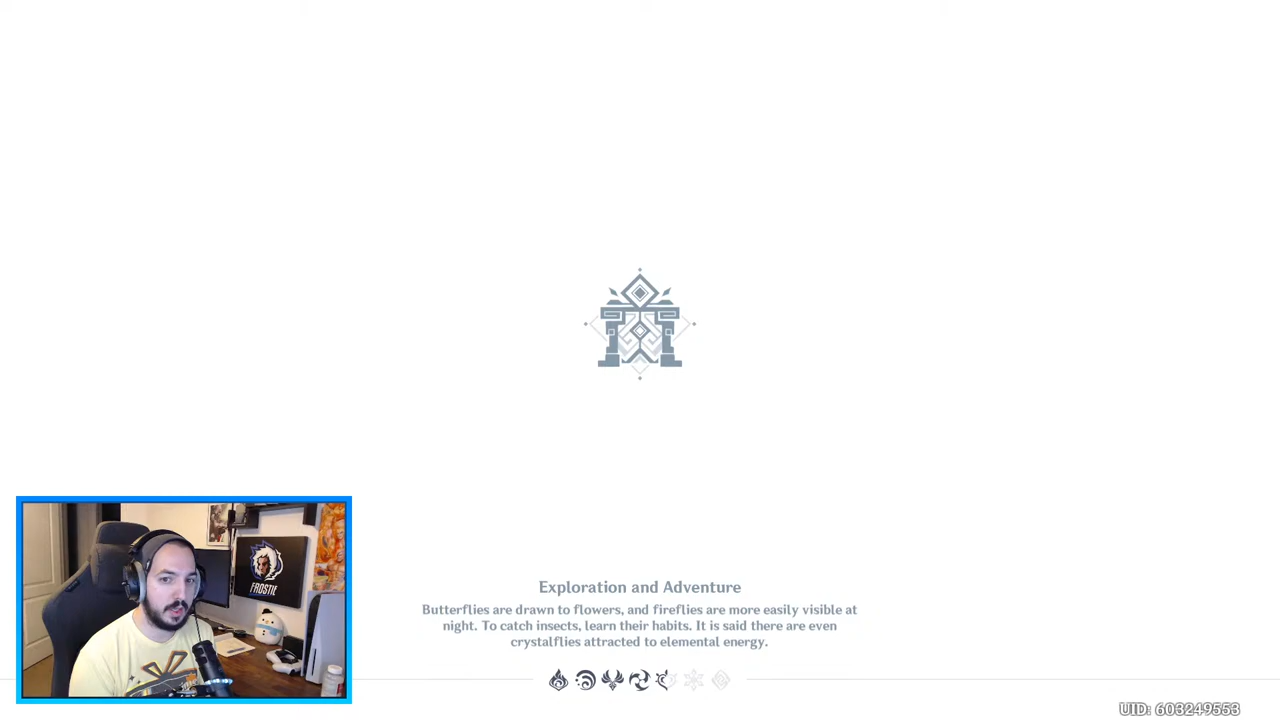 FROSTIE
Exploration and Adventure
Butterflies are drawn to flowers, and fireflies are more easily visible at
night. To catch insects, learn their habits. It is said there are even
crystalflies attracted to elemental energy.
UID: 603249553